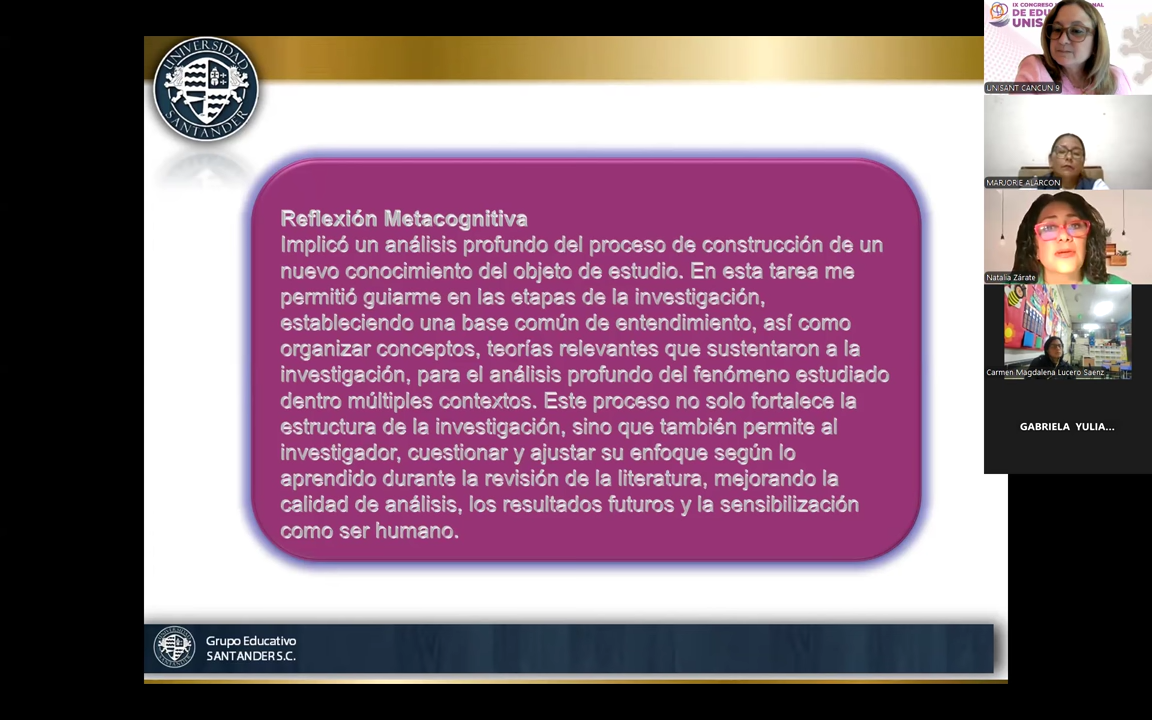 UNIVERSIDAD
SANTANDER
Reflexión Metacognitiva
Implicó un análisis profundo del proceso de construcción de un
nuevo conocimiento del objeto de estudio. En esta tarea me
permitió guiarme en las etapas de la investigación,
estableciendo una base común de entendimiento, así como
organizar conceptos, teorías relevantes que sustentaron a la
investigación, para el análisis profundo del fenómeno estudiado
dentro múltiples contextos. Este proceso no solo fortalece la
estructura de la investigación, sino que también permite al
investigador, cuestionar y ajustar su enfoque según lo
aprendido durante la revisión de la literatura, mejorando la
calidad de análisis, los resultados futuros y la sensibilización
como ser humano.
Grupo Educativo
SANTANDER S.C.
IX CONGRESO
DE EDU
UNIS
UNISANT CANCUN 9
MARJORIE ALARCON
Natalia Zárate
Carmen Magdalena Lucero Saenz
GABRIELA YULIA...